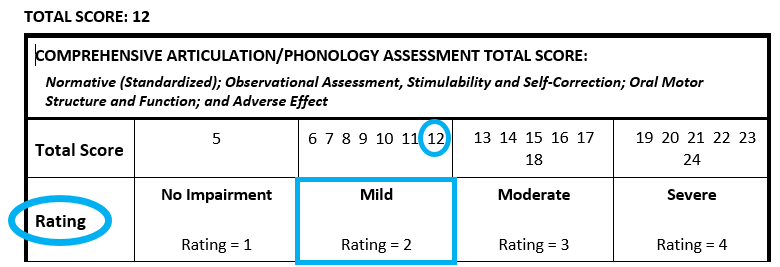 TOTAL SCORE: 12
COMPREHENSIVE ARTICULATION/PHONOLOGY ASSESSMENT TOTAL SCORE:
Normative (Standardized); Observational Assessment, Stimulability and Self-Correction; Oral Motor
Structure and Function; and Adverse Effect
Total Score 5 6 7 8 9 10 11 12 13 14 15 16 17 19 20 21 22 23
18 24
No Impairment Mild Moderate Severe
Rating
Rating = 1 Rating = 2 Rating = 3 Rating = 4